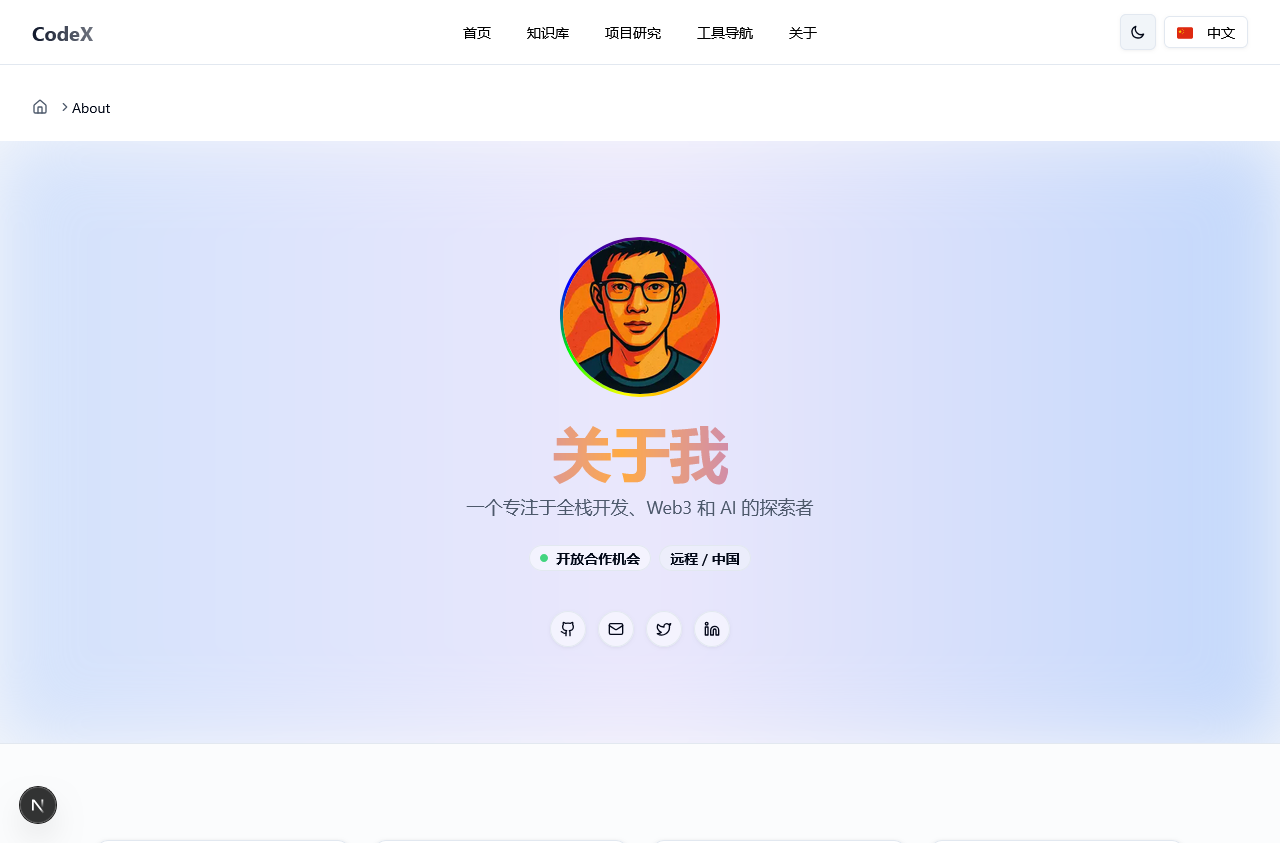 CodeX
首页 知识库 项目研究 工具导航 关于
中文
About
关于我
一个专注于全栈开发、Web3 和 AI 的探索者
开放合作机会 远程 / 中国
N